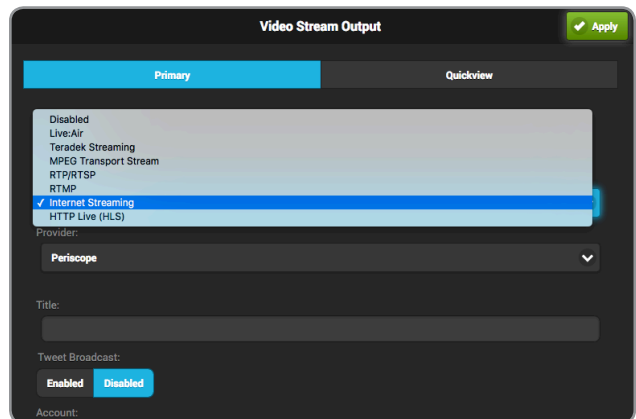 Video Stream Output
Apply
Primary
Quickview
Disabled
Live:Air
Teradek Streaming
MPEG Transport Stream
RTP/RTSP
RTMP
✓ Internet Streaming
HTTP Live (HLS)
Provider:
Periscope
Title:
Tweet Broadcast:
Enabled Disabled
Account: